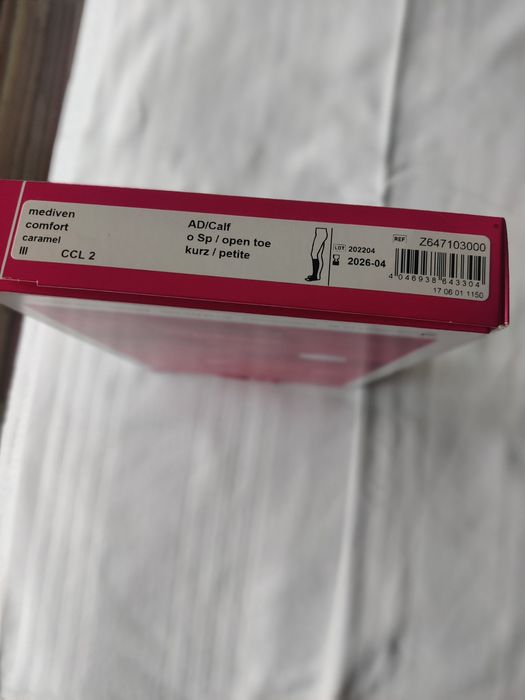 mediven
comfort
caramel
III CCL 2
AD/Calf
o Sp / open toe
kurz / petite
LOT 202204
2026-04
REF Z647103000
4 046938 643304
17 06 01 1150